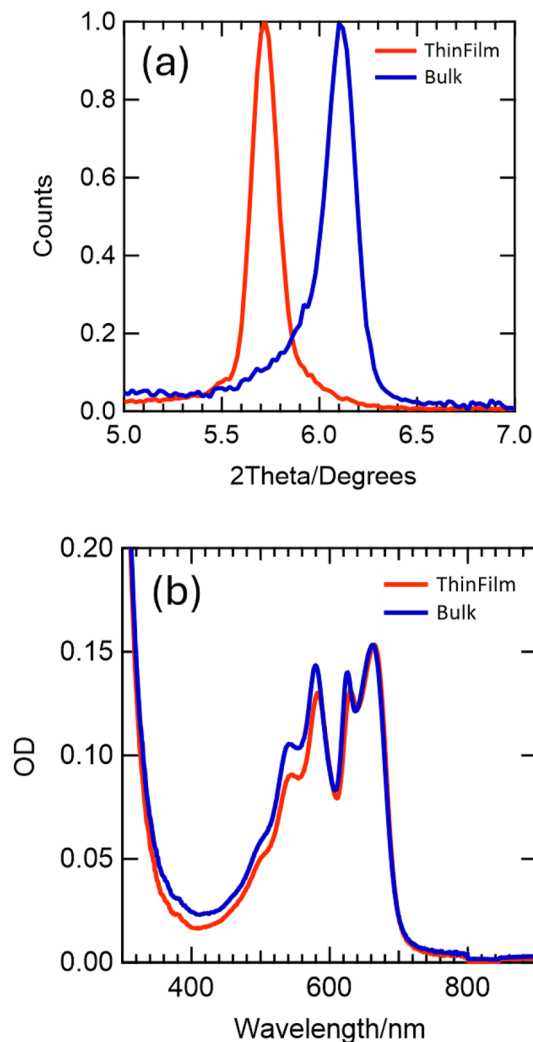 (a)
ThinFilm
Bulk
1.0
0.8
0.6
0.4
0.2
0.0
Counts
5.0 5.5 6.0 6.5 7.0
2Theta/Degrees
(b)
ThinFilm
Bulk
0.20
0.15
0.10
0.05
0.00
OD
400 600 800
Wavelength/nm